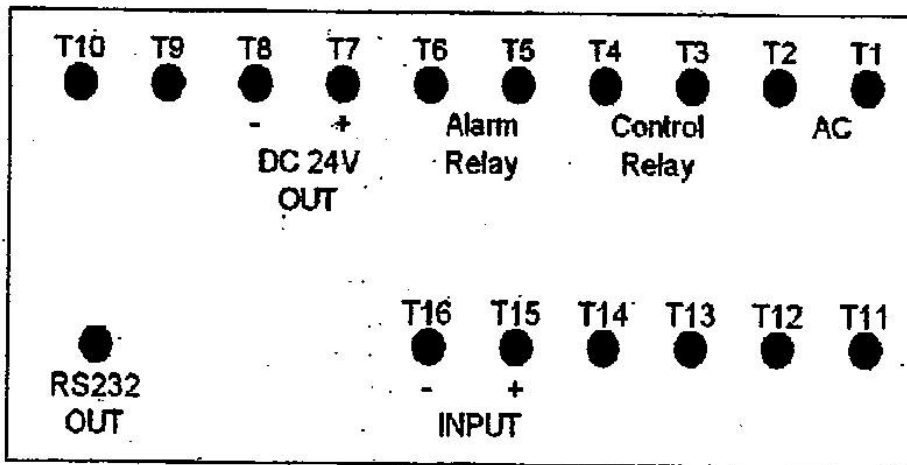 T10 T9 T8 T7 T6 T5 T4 T3 T2 T1
- + Alarm Control AC
DC 24V Relay Relay
OUT
T16 T15 T14 T13 T12 T11
RS232 - +
OUT INPUT